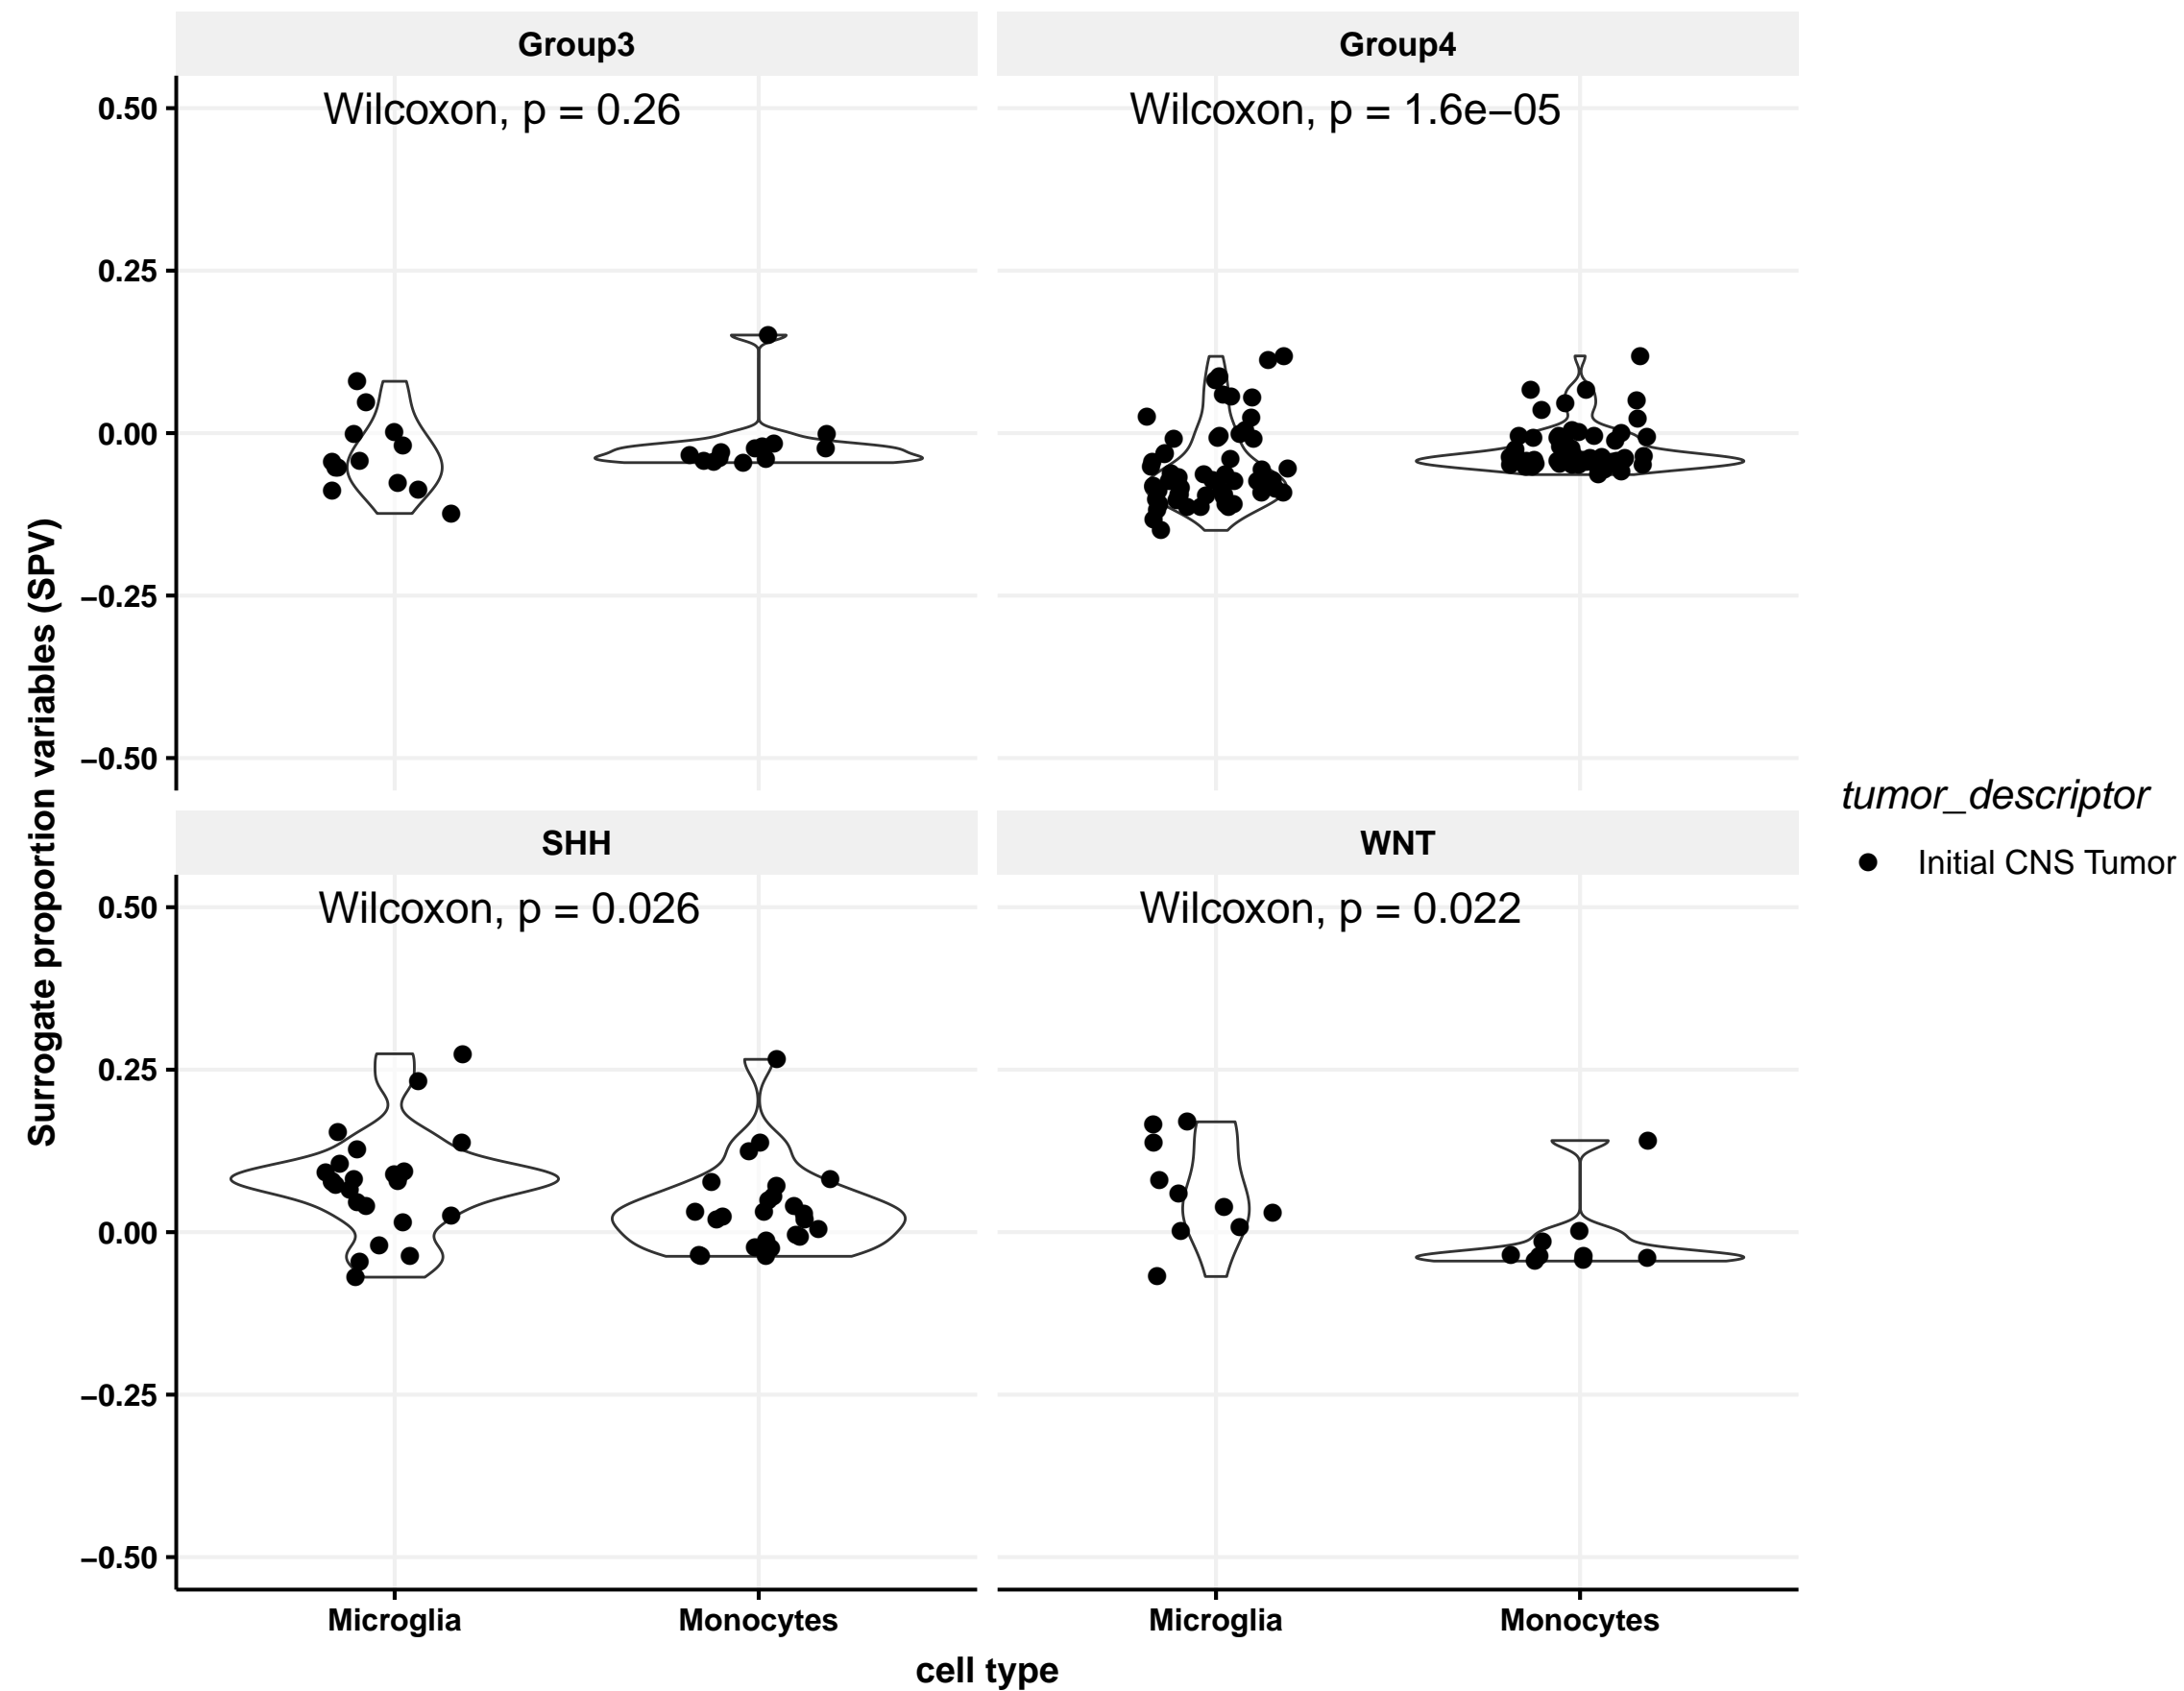 Group3
Group4
Wilcoxon, p = 0.26
Wilcoxon, p = 1.6e−05
0.50
0.25
0.00
−0.25
−0.50
SHH
WNT
Wilcoxon, p = 0.026
Wilcoxon, p = 0.022
0.50
0.25
0.00
−0.25
−0.50
Microglia
Monocytes
Microglia
Monocytes
cell type
Surrogate proportion variables (SPV)
tumor_descriptor
Initial CNS Tumor